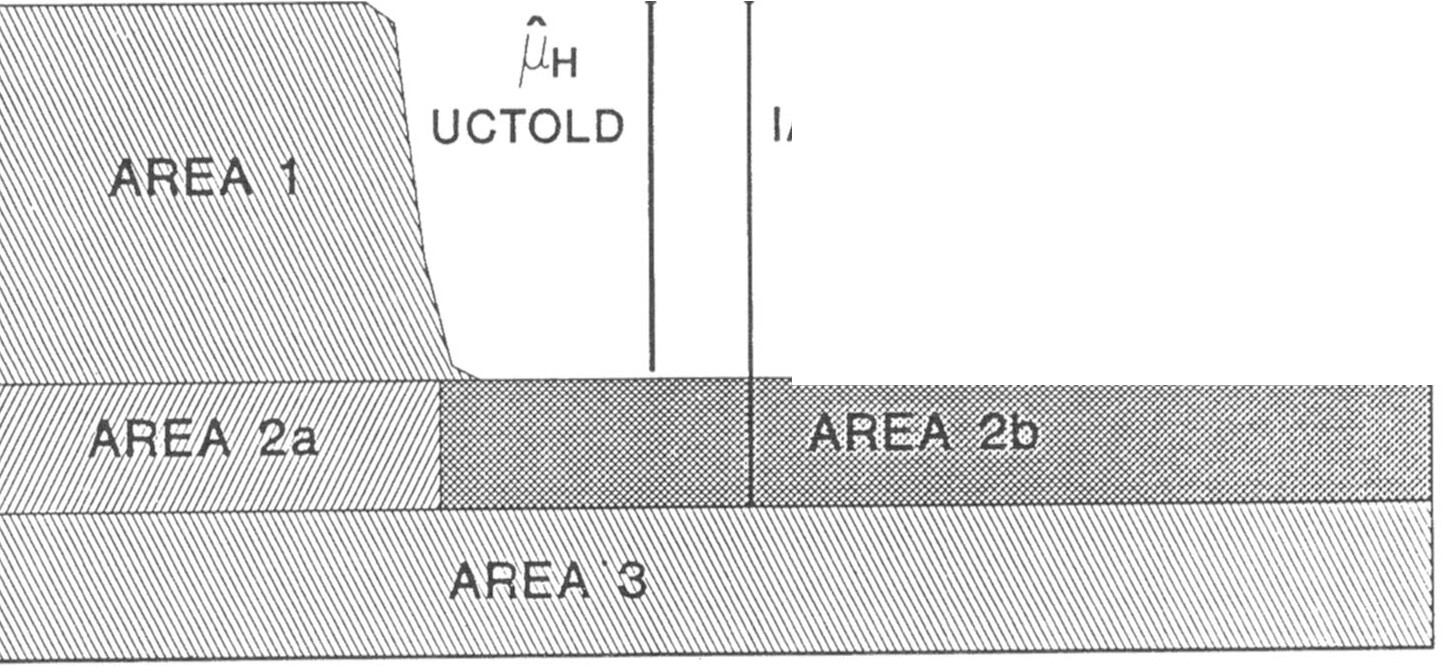 μ̂H
UCTOLD
AREA 1
AREA 2a
AREA 2b
AREA 3